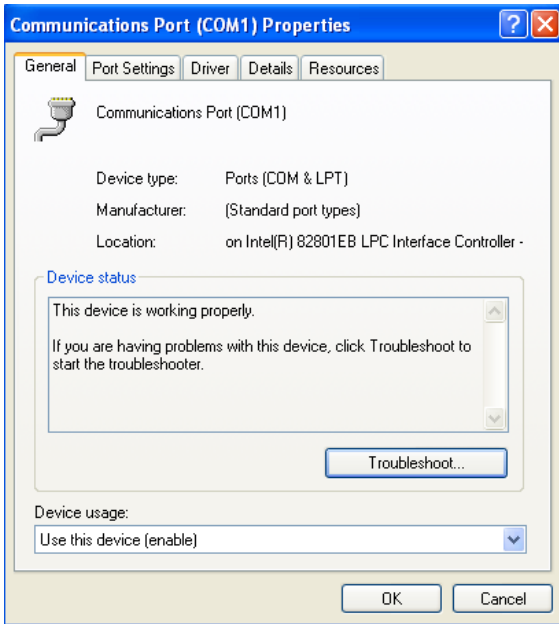 Communications Port (COM1) Properties
General Port Settings Driver Details Resources
Communications Port (COM1)
Device type: Ports (COM & LPT)
Manufacturer: (Standard port types)
Location: on Intel(R) 82801EB LPC Interface Controller -
Device status
This device is working properly.
If you are having problems with this device, click Troubleshoot to
start the troubleshooter.
Troubleshoot...
Device usage:
Use this device (enable)
OK Cancel